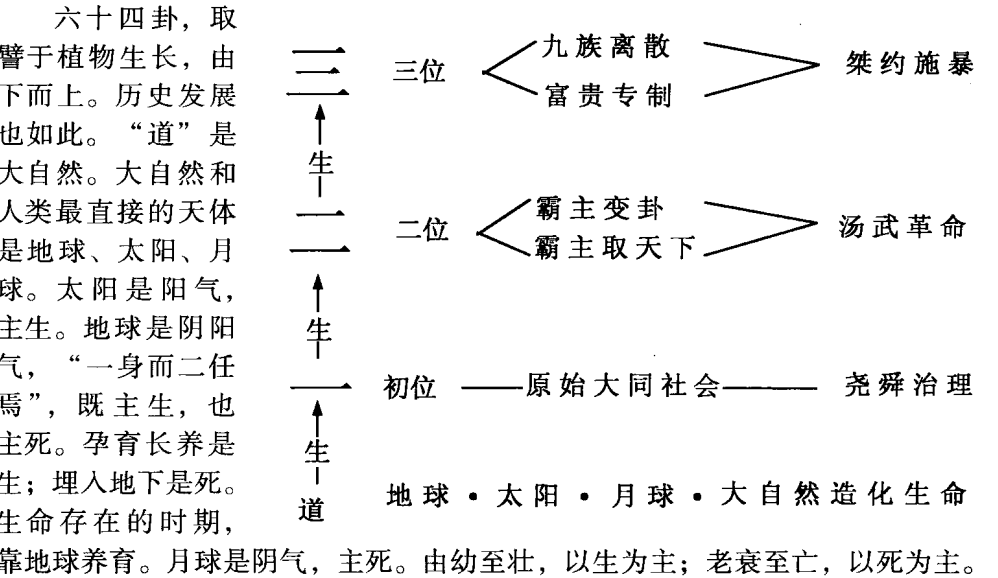 六十四卦，取
譬于植物生长，由
下而上。历史发展
也如此。“道”是
大自然。大自然和
人类最直接的天体
是地球、太阳、月
球。太阳是阳气，
主生。地球是阴阳
气，“一身而二任
焉”，既主生，也
主死。孕育长养是
生；埋入地下是死。
生命存在的时期，
靠地球养育。月球是阴气，主死。由幼至壮，以生为主；老衰至亡，以死为主。
三 三位 九族离散 桀约施暴
富贵专制
生
二 二位 霸主变卦 汤武革命
霸主取天下
生
一 初位 原始大同社会 尧舜治理
生
道 地球·太阳·月球·大自然造化生命